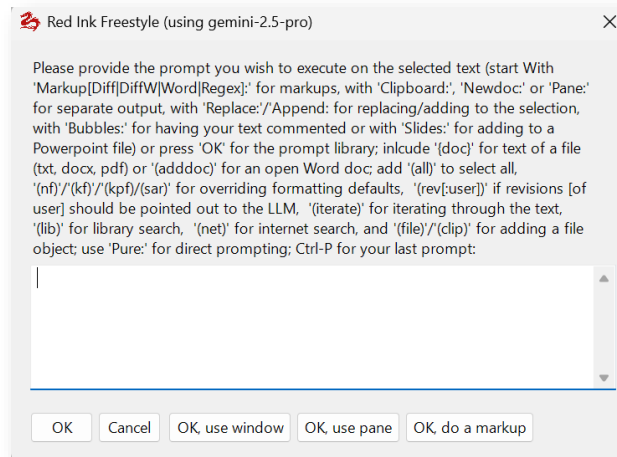 Red Ink Freestyle (using gemini-2.5-pro)
Please provide the prompt you wish to execute on the selected text (start With
'Markup[Diff|DiffW|Word|Regex]:' for markups, with 'Clipboard:', 'Newdoc:' or 'Pane:'
for separate output, with 'Replace:'/'Append: for replacing/adding to the selection,
with 'Bubbles:' for having your text commented or with 'Slides:' for adding to a
Powerpoint file) or press 'OK' for the prompt library; inlcude '{doc}' for text of a file
(txt, docx, pdf) or '(adddoc)' for an open Word doc; add '(all)' to select all,
'(nf)'/'(kf)'/'(kpf)/(sar)' for overriding formatting defaults,  '(rev[:user])' if revisions [of
user] should be pointed out to the LLM,  '(iterate)' for iterating through the text,
'(lib)' for library search,  '(net)' for internet search, and '(file)'/'(clip)' for adding a file
object; use 'Pure:' for direct prompting; Ctrl-P for your last prompt:
OK Cancel OK, use window OK, use pane OK, do a markup